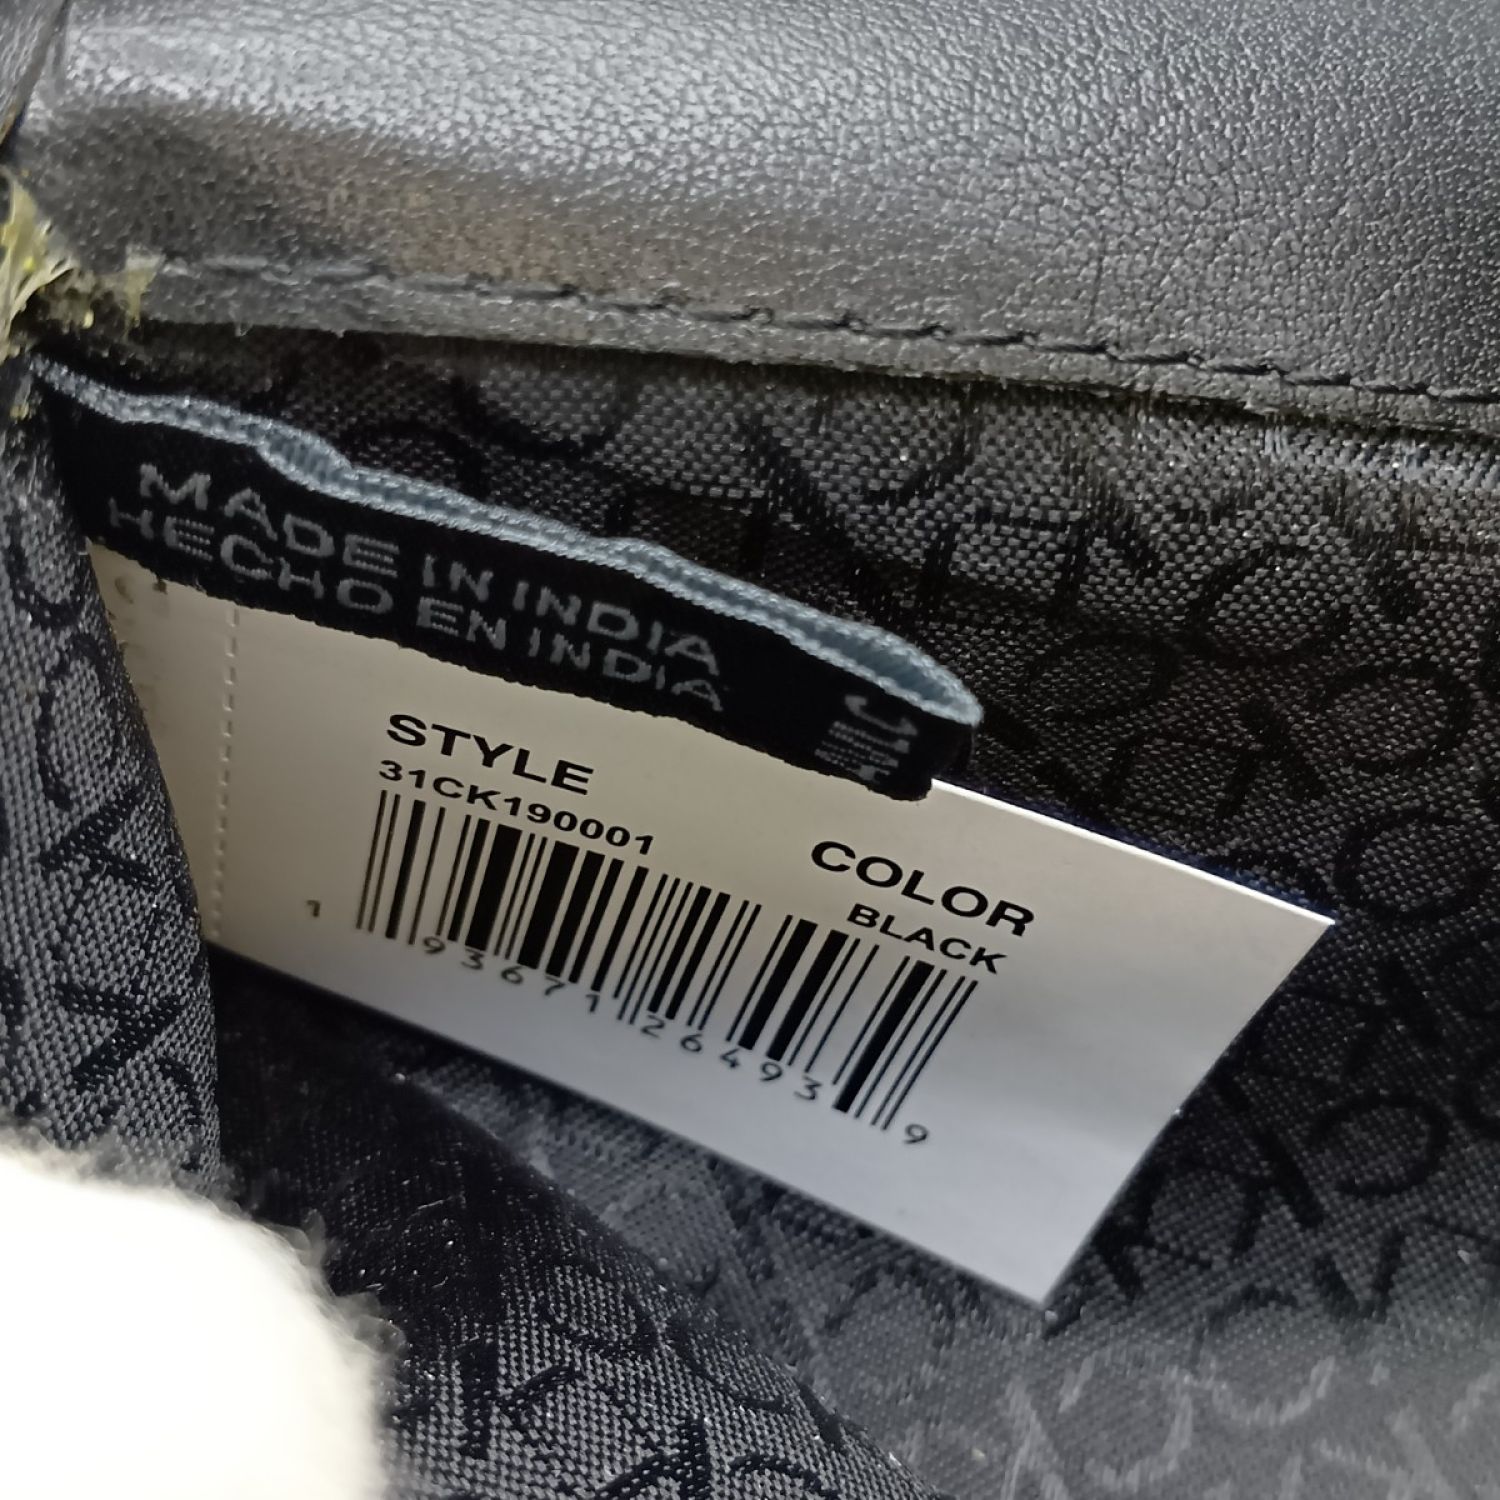 MADE IN INDIA
HECHO EN INDIA
STYLE
31CK190001
COLOR
BLACK
1 93671 26493 9